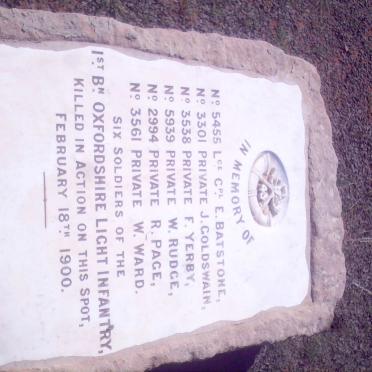 IN MEMORY OF
No 5455 LCE CPL E. BATSTONE,
No 3301 PRIVATE J. GOLDSWAIN,
No 3538 PRIVATE F. YERBY,
No 5939 PRIVATE W. RUDGE,
No 2994 PRIVATE R. PAGE,
No 3561 PRIVATE W. WARD.
SIX SOLDIERS OF THE
1ST BN OXFORDSHIRE LIGHT INFANTRY,
KILLED IN ACTION ON THIS SPOT,
FEBRUARY 18TH 1900.